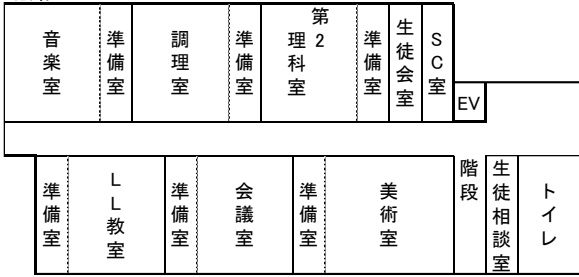 音楽室
準備室
調理室
準備室
第2理科室
準備室
生徒会室
SC室
EV
準備室
LL教室
準備室
会議室
準備室
美術室
階段
生徒相談室
トイレ